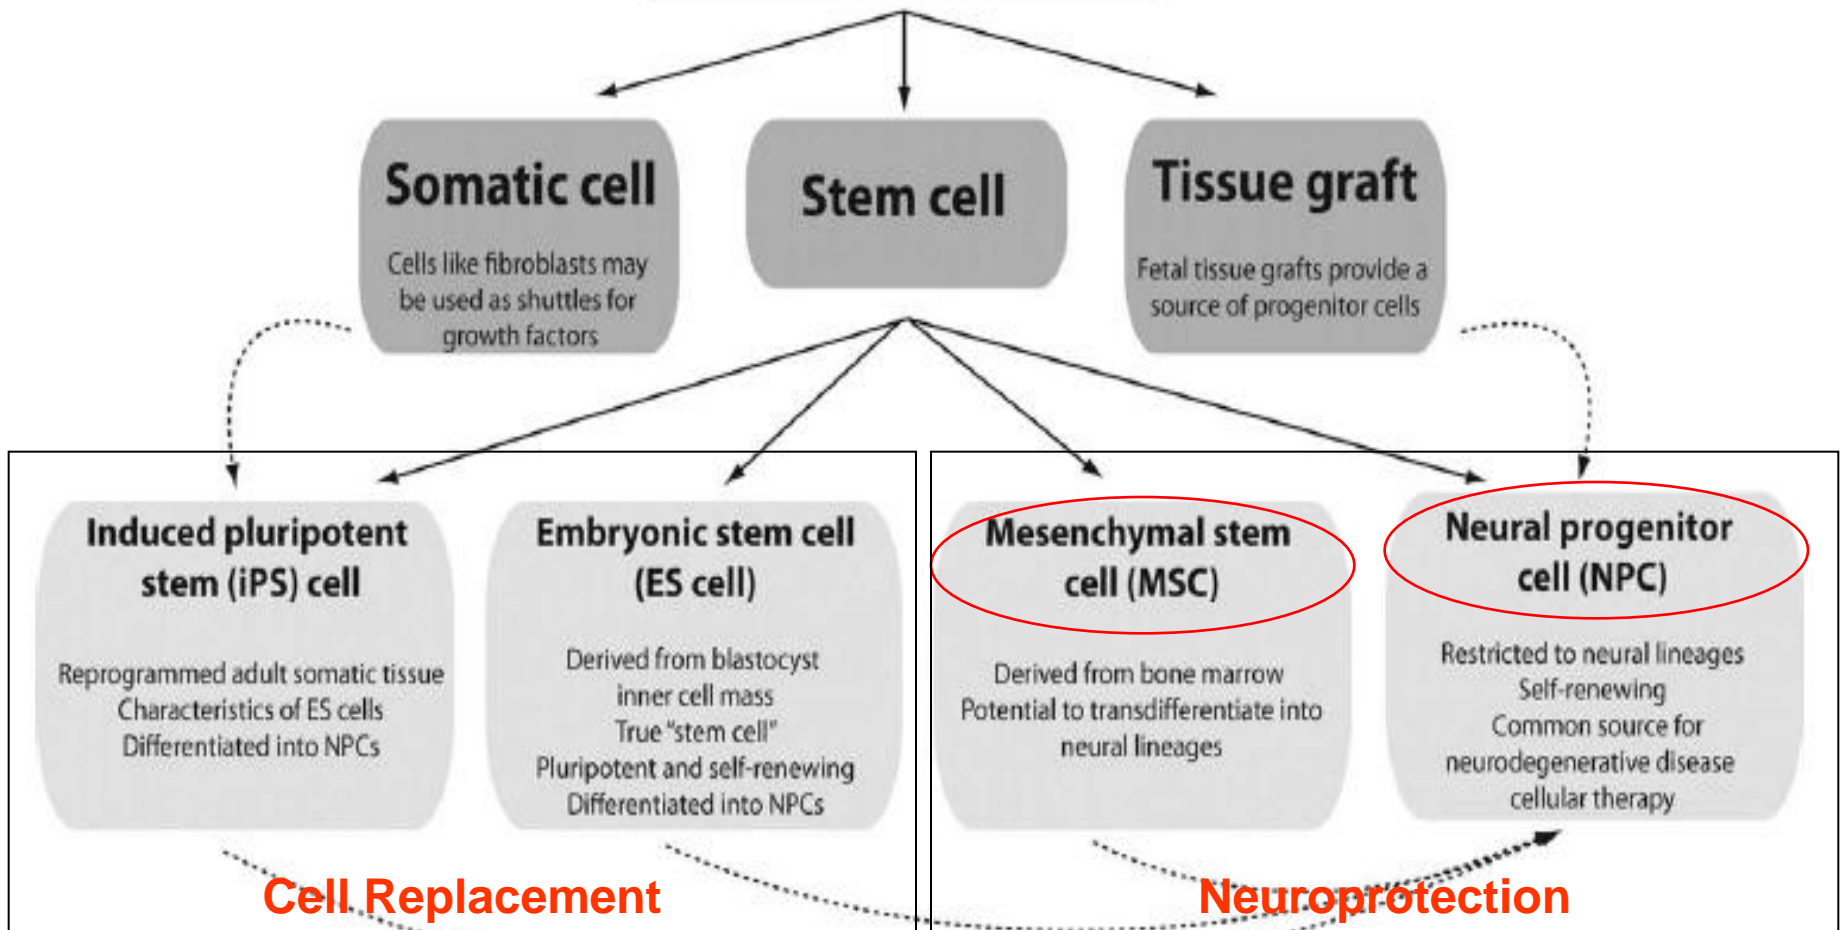 Somatic cell
Cells like fibroblasts may
be used as shuttles for
growth factors
Stem cell
Tissue graft
Fetal tissue grafts provide a
source of progenitor cells
Induced pluripotent
stem (iPS) cell
Reprogrammed adult somatic tissue
Characteristics of ES cells
Differentiated into NPCs
Embryonic stem cell
(ES cell)
Derived from blastocyst
inner cell mass
True "stem cell"
Pluripotent and self-renewing
Differentiated into NPCs
Mesenchymal stem
cell (MSC)
Derived from bone marrow
Potential to transdifferentiate into
neural lineages
Neural progenitor
cell (NPC)
Restricted to neural lineages
Self-renewing
Common source for
neurodegenerative disease
cellular therapy
Cell Replacement
Neuroprotection